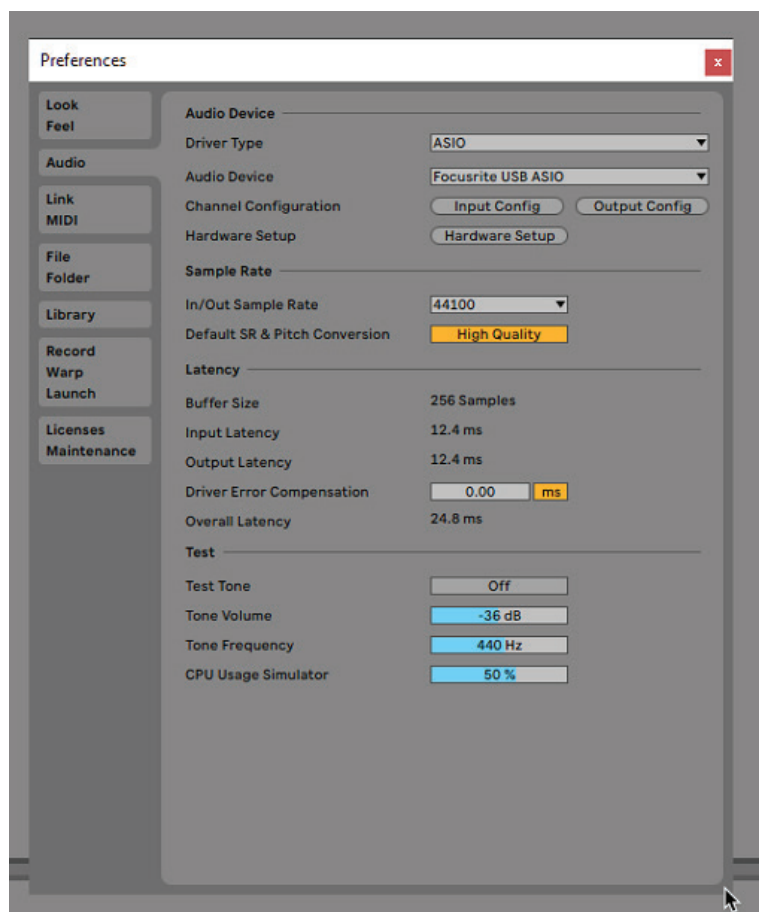 Preferences
x
Look
Feel
Audio
Link
MIDI
File
Folder
Library
Record
Warp
Launch
Licenses
Maintenance
Audio Device
Driver Type ASIO
Audio Device Focusrite USB ASIO
Channel Configuration Input Config Output Config
Hardware Setup Hardware Setup
Sample Rate
In/Out Sample Rate 44100
Default SR & Pitch Conversion High Quality
Latency
Buffer Size 256 Samples
Input Latency 12.4 ms
Output Latency 12.4 ms
Driver Error Compensation 0.00 ms
Overall Latency 24.8 ms
Test
Test Tone Off
Tone Volume -36 dB
Tone Frequency 440 Hz
CPU Usage Simulator 50 %